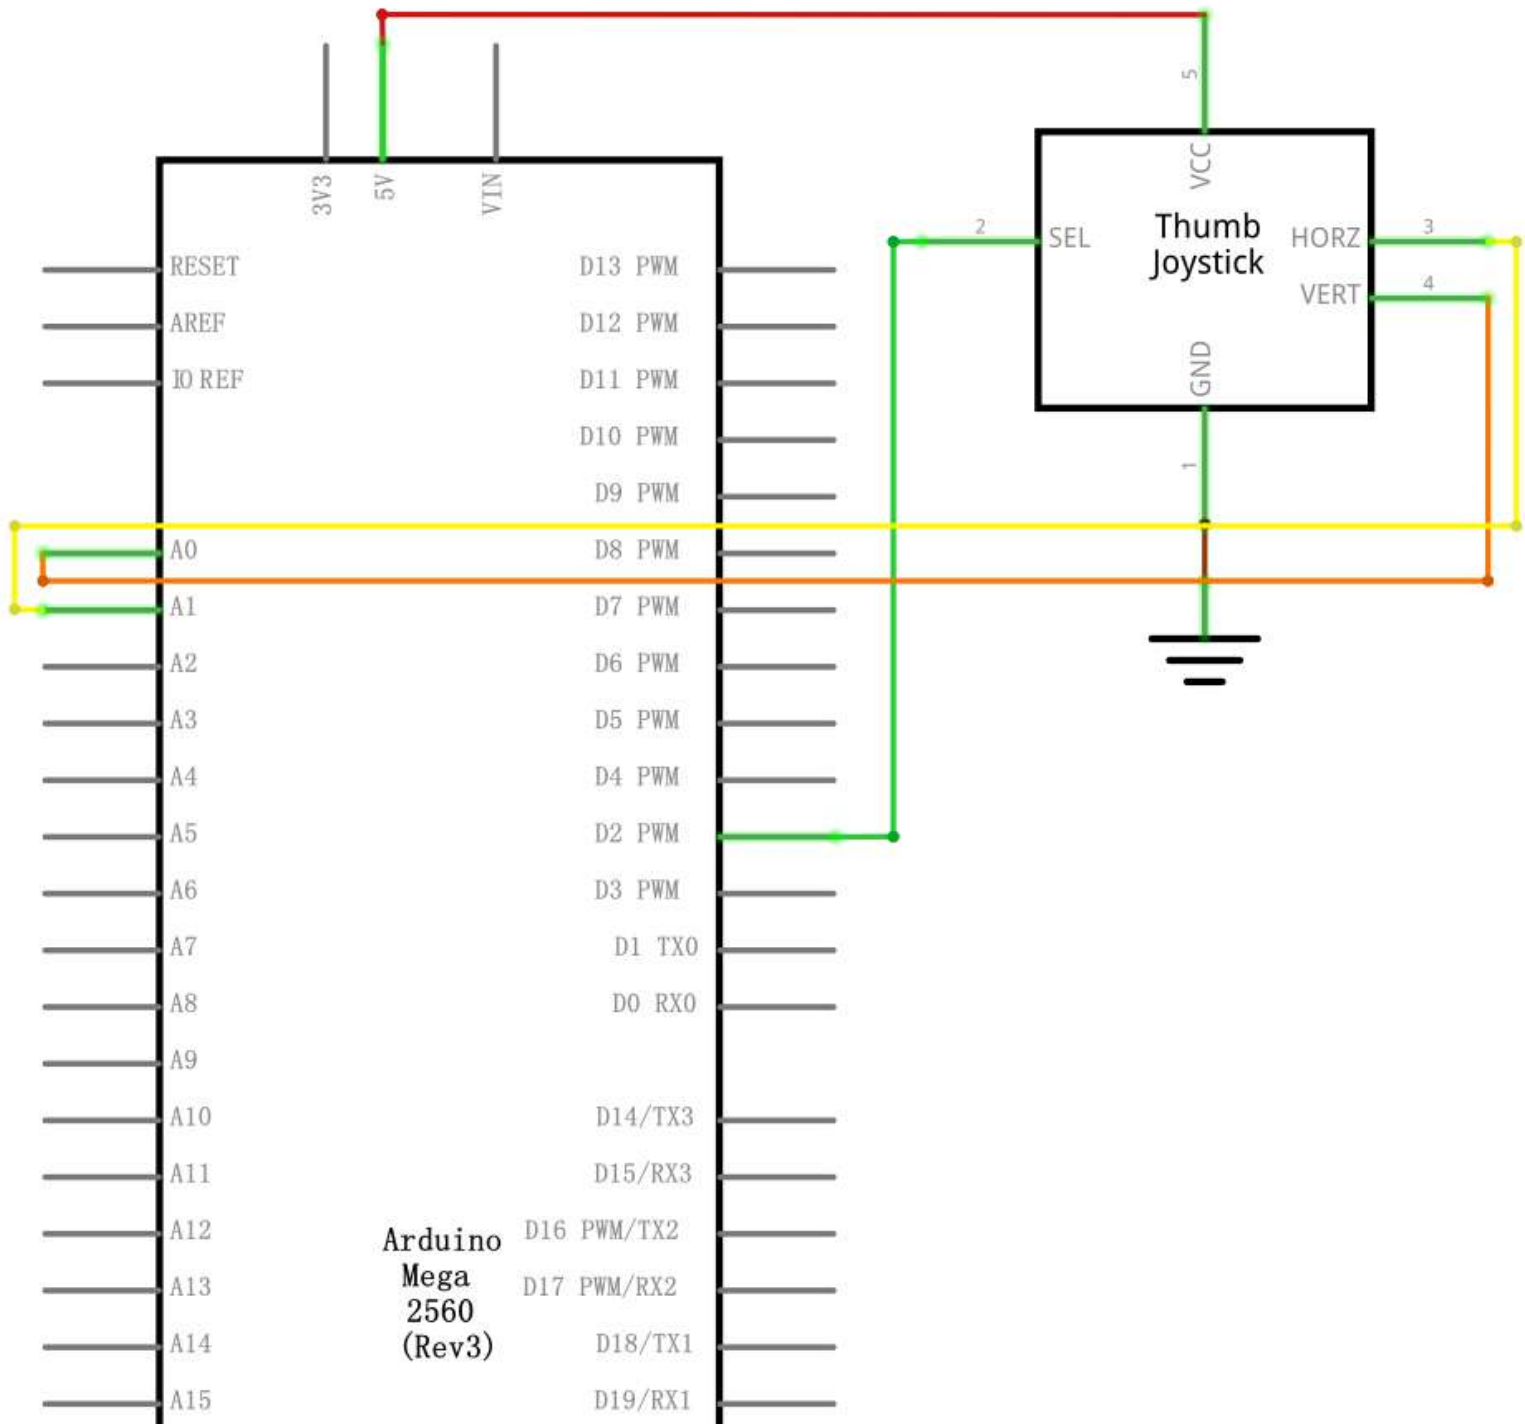 5
3V3
5V
VIN
VCC
2
SEL
Thumb
Joystick
HORZ
3
VERT
4
GND
1
RESET
AREF
IO REF
A0
A1
A2
A3
A4
A5
A6
A7
A8
A9
A10
A11
A12
A13
A14
A15
D13 PWM
D12 PWM
D11 PWM
D10 PWM
D9 PWM
D8 PWM
D7 PWM
D6 PWM
D5 PWM
D4 PWM
D2 PWM
D3 PWM
D1 TX0
D0 RX0
D14/TX3
D15/RX3
D16 PWM/TX2
D17 PWM/RX2
D18/TX1
D19/RX1
Arduino
Mega
2560
(Rev3)